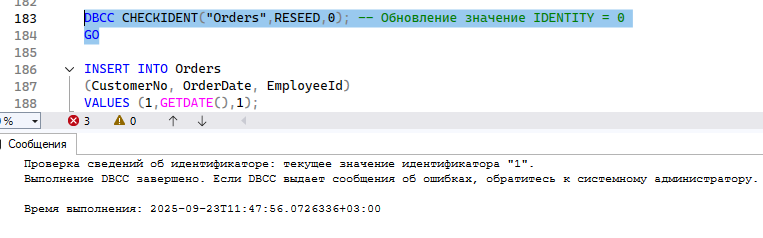 182
183 DBCC CHECKIDENT("Orders",RESEED,0); -- Обновление значение IDENTITY = 0
184 GO
185
186 INSERT INTO Orders
187 (CustomerNo, OrderDate, EmployeeId)
188 VALUES (1,GETDATE(),1);
% 3 0
Сообщения
Проверка сведений об идентификаторе: текущее значение идентификатора "1".
Выполнение DBCC завершено. Если DBCC выдает сообщения об ошибках, обратитесь к системному администратору.
Время выполнения: 2025-09-23T11:47:56.0726336+03:00